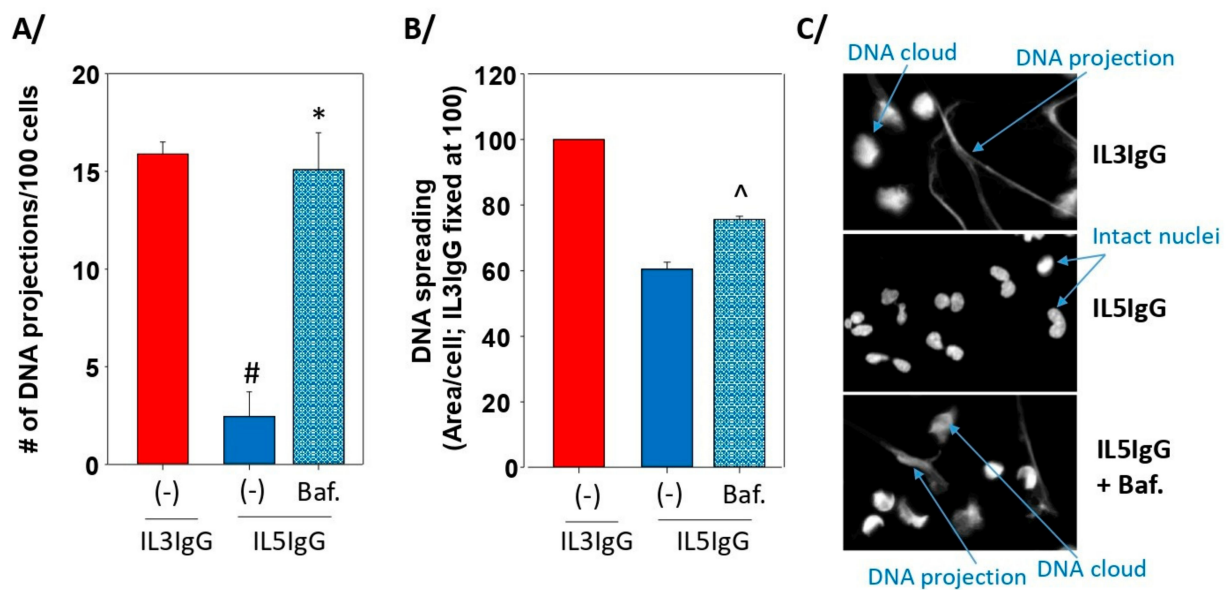 A/
# of DNA projections/100 cells
20
15
10
5
0
#
*
(-)
(-)
Baf.
IL3IgG
IL5IgG
B/
DNA spreading
(Area/cell; IL3IgG fixed at 100)
120
100
80
60
40
20
0
^
(-)
(-)
Baf.
IL3IgG
IL5IgG
C/
DNA cloud
DNA projection
IL3IgG
Intact nuclei
IL5IgG
IL5IgG
+ Baf.
DNA projection
DNA cloud